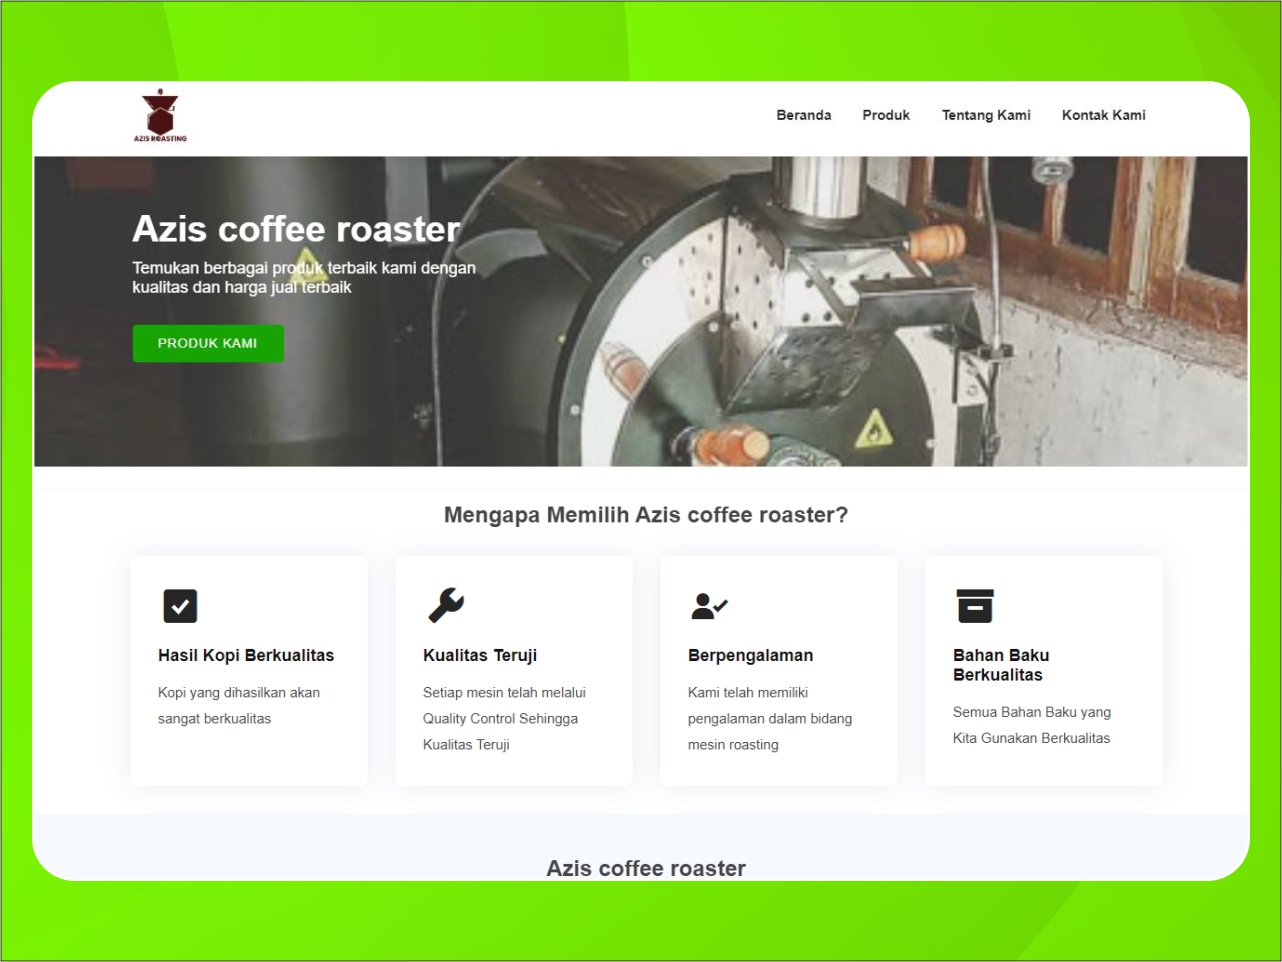 AZIS ROASTING
Beranda Produk Tentang Kami Kontak Kami
Azis coffee roaster
Temukan berbagai produk terbaik kami dengan
kualitas dan harga jual terbaik
PRODUK KAMI
Mengapa Memilih Azis coffee roaster?
Hasil Kopi Berkualitas
Kopi yang dihasilkan akan
sangat berkualitas
Kualitas Teruji
Setiap mesin telah melalui
Quality Control Sehingga
Kualitas Teruji
Berpengalaman
Kami telah memiliki
pengalaman dalam bidang
mesin roasting
Bahan Baku
Berkualitas
Semua Bahan Baku yang
Kita Gunakan Berkualitas
Azis coffee roaster